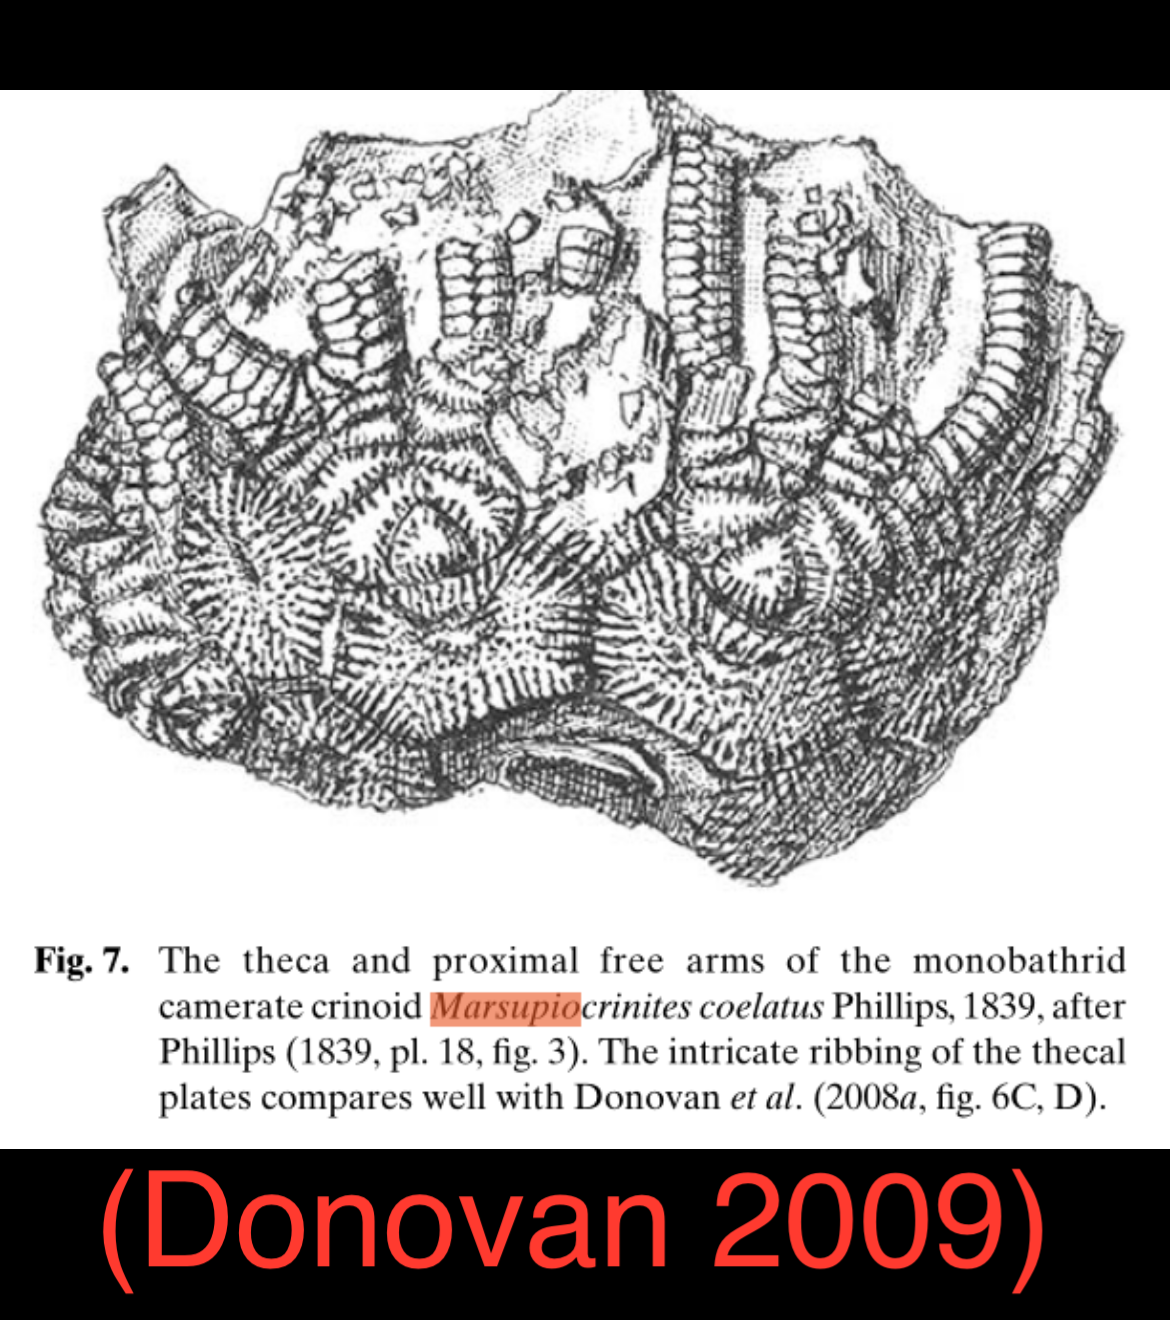 Fig. 7. The theca and proximal free arms of the monobathrid
camerate crinoid Marsupiocrinites coelatus Phillips, 1839, after
Phillips (1839, pl. 18, fig. 3). The intricate ribbing of the thecal
plates compares well with Donovan et al. (2008a, fig. 6C, D).
(Donovan 2009)